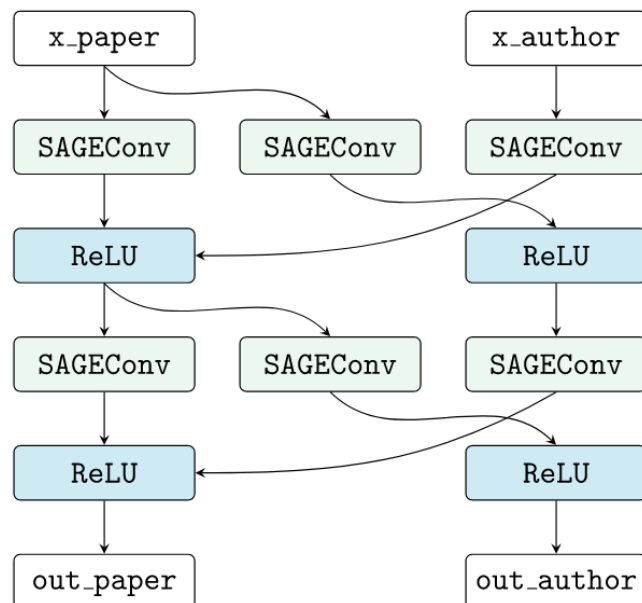 x_paper x_author
SAGEConv SAGEConv SAGEConv
ReLU ReLU
SAGEConv SAGEConv SAGEConv
ReLU ReLU
out_paper out_author